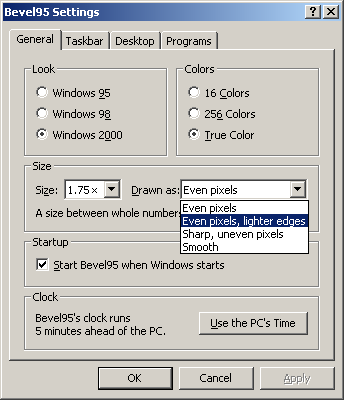 Bevel95 Settings
General Taskbar Desktop Programs
Look
Windows 95
Windows 98
Windows 2000
Colors
16 Colors
256 Colors
True Color
Size
Size: 1.75× Drawn as: Even pixels
Even pixels
Even pixels, lighter edges
Sharp, uneven pixels
Smooth
A size between whole number
Startup
Start Bevel95 when Windows starts
Clock
Bevel95's clock runs
5 minutes ahead of the PC.
Use the PC's Time
OK Cancel Apply